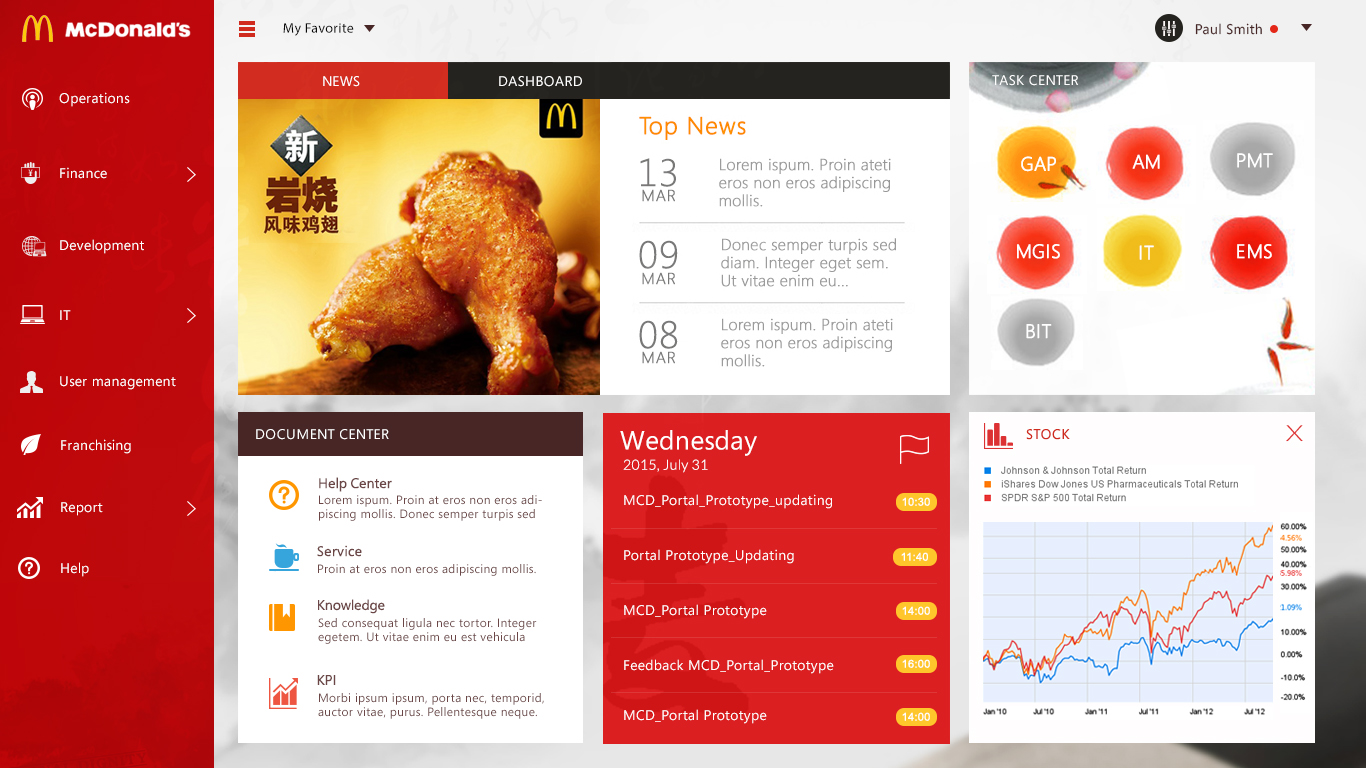 McDonald's
Operations
Finance
Development
IT
User management
Franchising
Report
Help
My Favorite
Paul Smith
NEWS
DASHBOARD
新
岩烧
风味鸡翅
Top News
13
MAR
Lorem ispum. Proin ateti
eros non eros adipiscing
mollis.
09
MAR
Donec semper turpis sed
diam. Integer eget sem.
Ut vitae enim eu...
08
MAR
Lorem ispum. Proin ateti
eros non eros adipiscing
mollis.
TASK CENTER
GAP
AM
PMT
MGIS
IT
EMS
BIT
DOCUMENT CENTER
Help Center
Lorem ispum. Proin at eros non eros adi-
piscing mollis. Donec semper turpis sed
Service
Proin at eros non eros adipiscing mollis.
Knowledge
Sed consequat ligula nec tortor. Integer
egetem. Ut vitae enim eu est vehicula
KPI
Morbi ipsum ipsum, porta nec, temporid,
auctor vitae, purus. Pellentesque neque.
Wednesday
2015, July 31
MCD_Portal_Prototype_updating
10:30
Portal Prototype_Updating
11:40
MCD_Portal Prototype
14:00
Feedback MCD_Portal_Prototype
16:00
MCD_Portal Prototype
14:00
STOCK
Johnson & Johnson Total Return
iShares Dow Jones US Pharmaceuticals Total Return
SPDR S&P 500 Total Return
60.00%
4.56%
50.00%
40.00%
5.98%
30.00%
1.09%
10.00%
0.00%
-10.0%
-20.0%
Jan '10
Jul '10
Jan '11
Jul '11
Jan '12
Jul '12